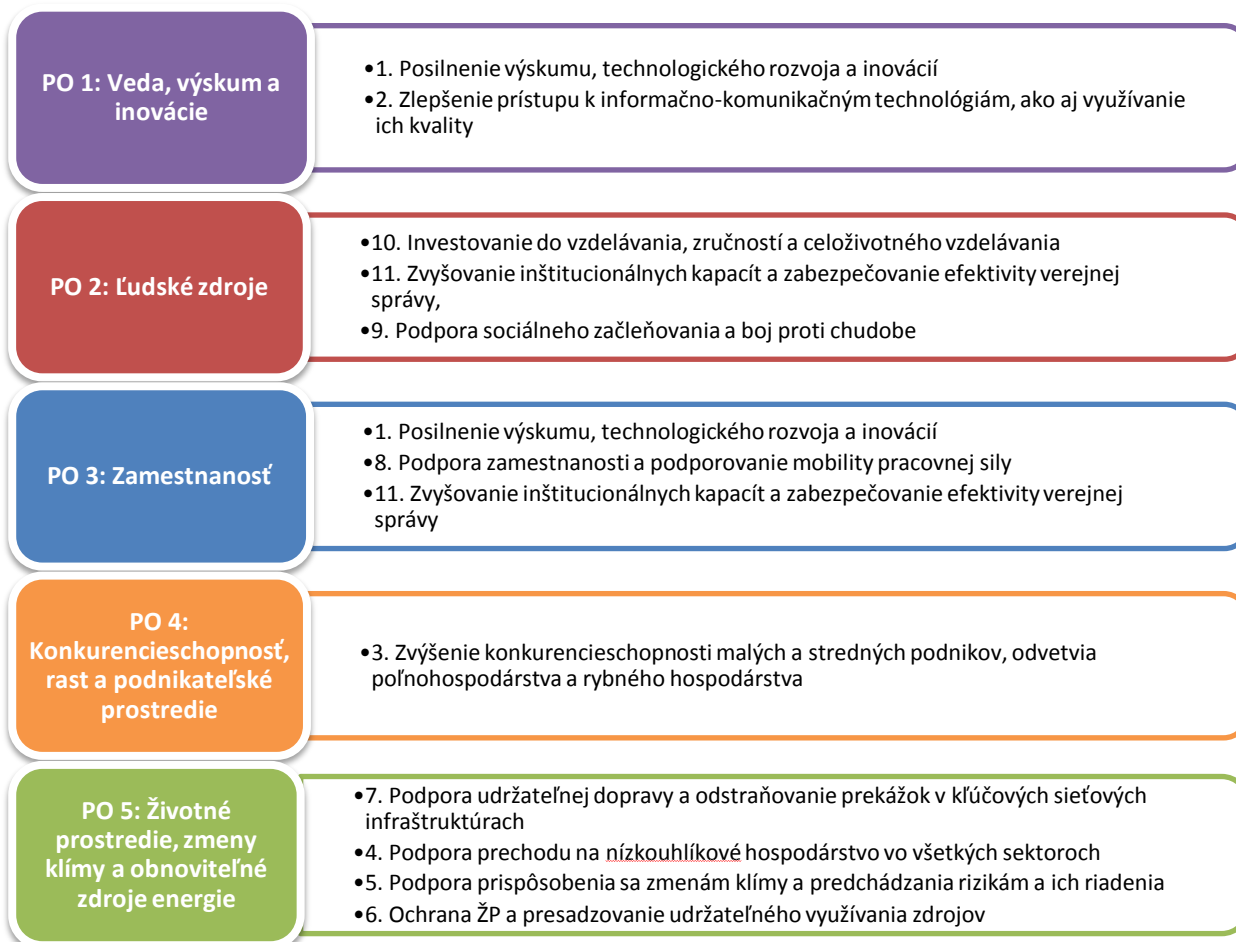 PO 1: Veda, výskum a
inovácie
•1. Posilnenie výskumu, technologického rozvoja a inovácií
•2. Zlepšenie prístupu k informačno-komunikačným technológiám, ako aj využívanie
ich kvality
PO 2: Ľudské zdroje
•10. Investovanie do vzdelávania, zručností a celoživotného vzdelávania
•11. Zvyšovanie inštitucionálnych kapacít a zabezpečovanie efektivity verejnej
správy,
•9. Podpora sociálneho začleňovania a boj proti chudobe
PO 3: Zamestnanosť
•1. Posilnenie výskumu, technologického rozvoja a inovácií
•8. Podpora zamestnanosti a podporovanie mobility pracovnej sily
•11. Zvyšovanie inštitucionálnych kapacít a zabezpečovanie efektivity verejnej
správy
PO 4:
Konkurencieschopnosť,
rast a podnikateľské
prostredie
•3. Zvýšenie konkurencieschopnosti malých a stredných podnikov, odvetvia
poľnohospodárstva a rybného hospodárstva
PO 5: Životné
prostredie, zmeny
klímy a obnoviteľné
zdroje energie
•7. Podpora udržateľnej dopravy a odstraňovanie prekážok v kľúčových sieťových
infraštruktúrach
•4. Podpora prechodu na nízkouhlíkové hospodárstvo vo všetkých sektoroch
•5. Podpora prispôsobenia sa zmenám klímy a predchádzania rizikám a ich riadenia
•6. Ochrana ŽP a presadzovanie udržateľného využívania zdrojov